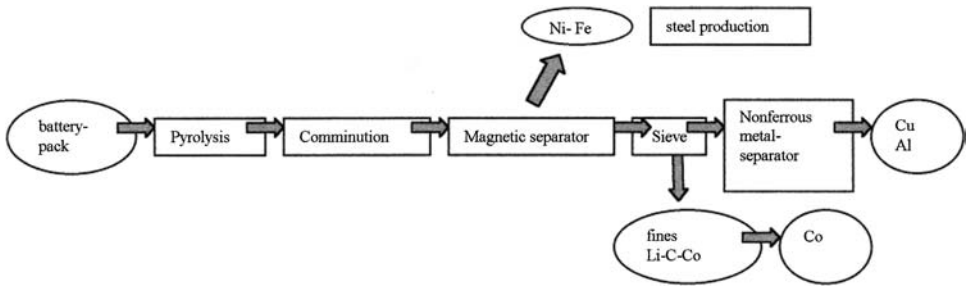 Ni- Fe
steel production
battery-
pack
Pyrolysis
Comminution
Magnetic separator
Sieve
Nonferrous
metal-
separator
Cu
Al
fines
Li-C-Co
Co